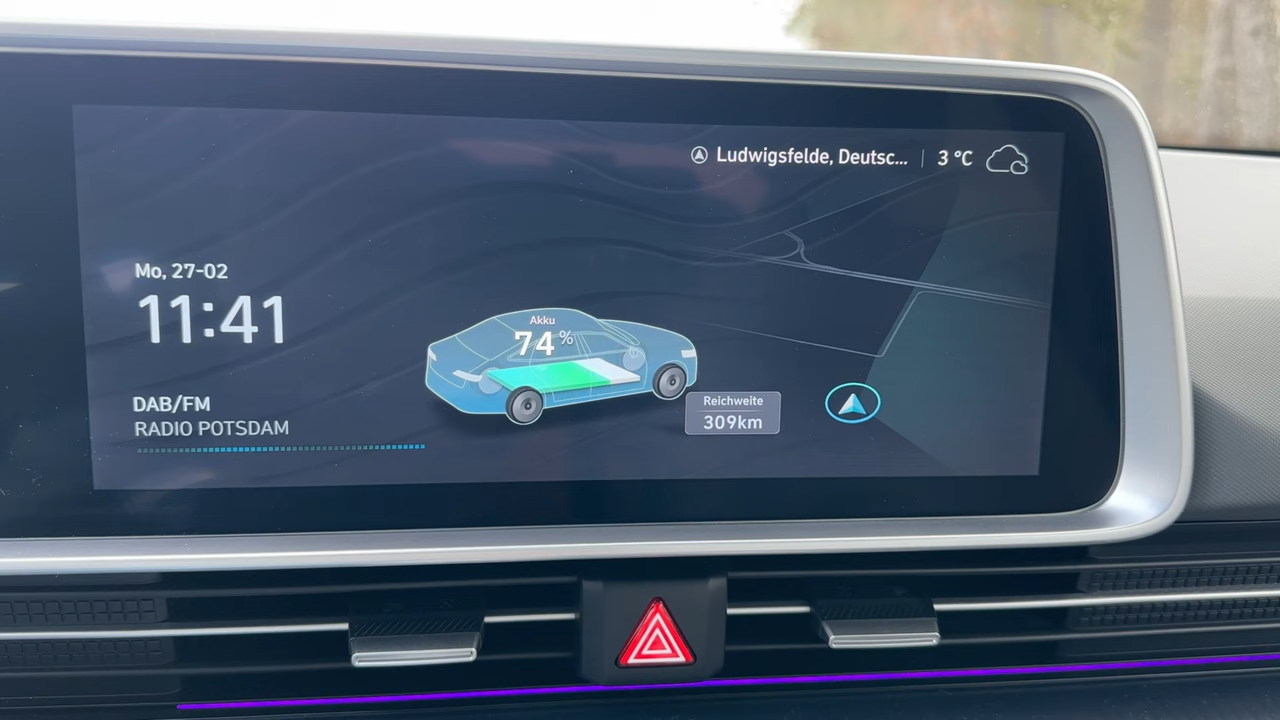 Ludwigsfelde, Deutsc... | 3 °C
Mo, 27-02
11:41
Akku
74 %
DAB/FM
RADIO POTSDAM
Reichweite
309km